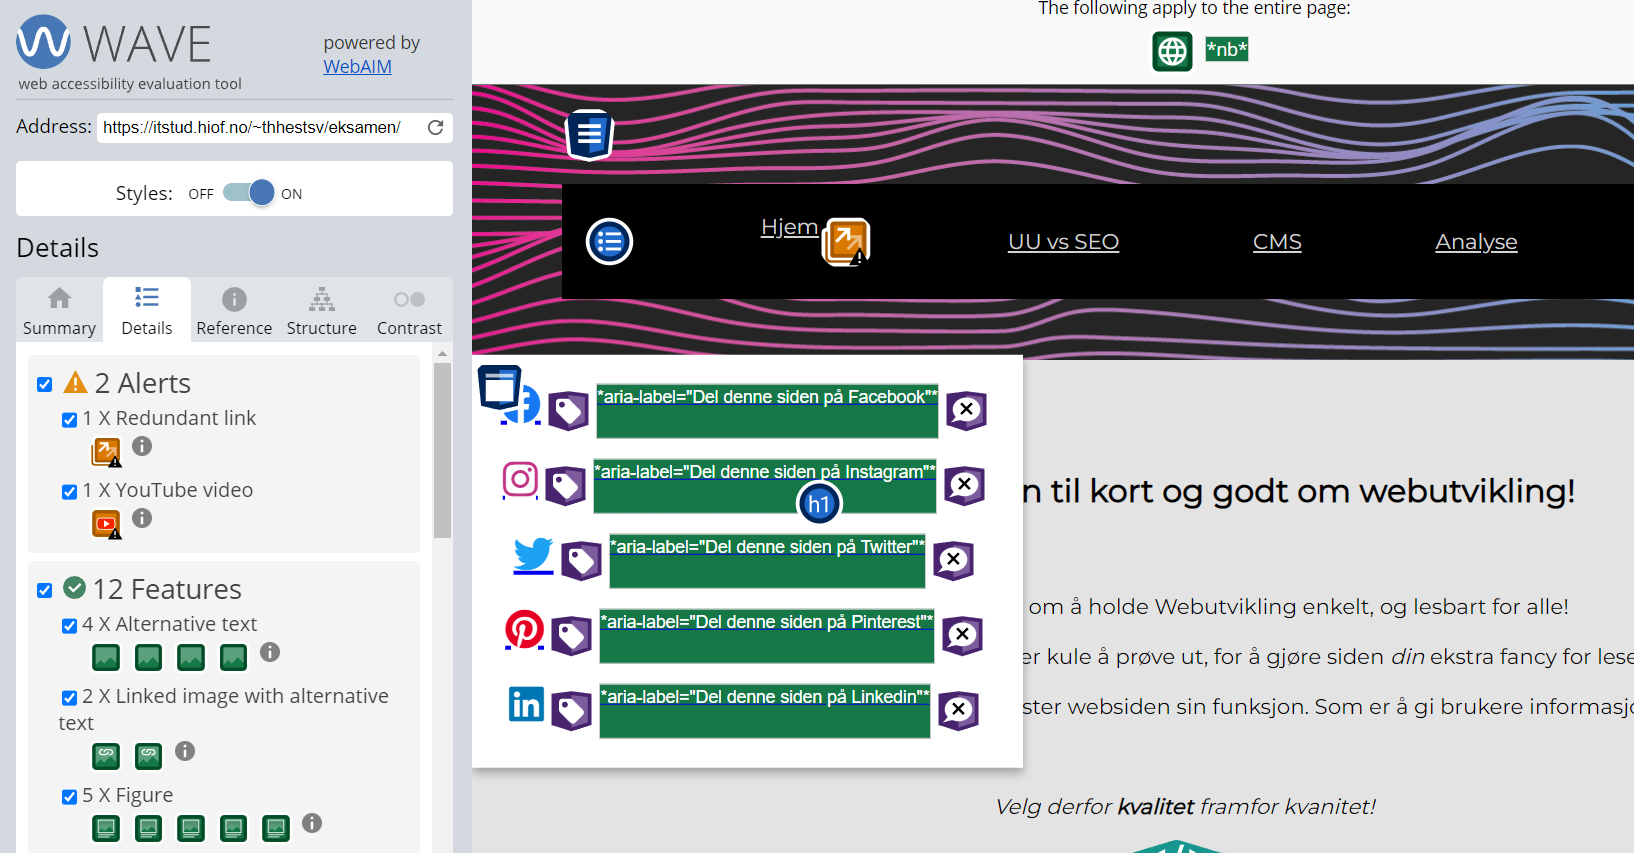 WAVE
web accessibility evaluation tool
powered by
WebAIM
Address: https://itstud.hiof.no/~thhestsv/eksamen/
Styles: OFF ON
Details
Summary Details Reference Structure Contrast
2 Alerts
1 X Redundant link
1 X YouTube video
12 Features
4 X Alternative text
2 X Linked image with alternative
text
5 X Figure
The following apply to the entire page:
*nb*
Hjem UU vs SEO CMS Analyse
*aria-label="Del denne siden på Facebook"*
*aria-label="Del denne siden på Instagram"*
h1
*aria-label="Del denne siden på Twitter"*
*aria-label="Del denne siden på Pinterest"*
in *aria-label="Del denne siden på Linkedin"*
n til kort og godt om webutvikling!
om å holde Webutvikling enkelt, og lesbart for alle!
er kule å prøve ut, for å gjøre siden din ekstra fancy for lese
ster websiden sin funksjon. Som er å gi brukere informasjo
Velg derfor kvalitet framfor kvanitet!